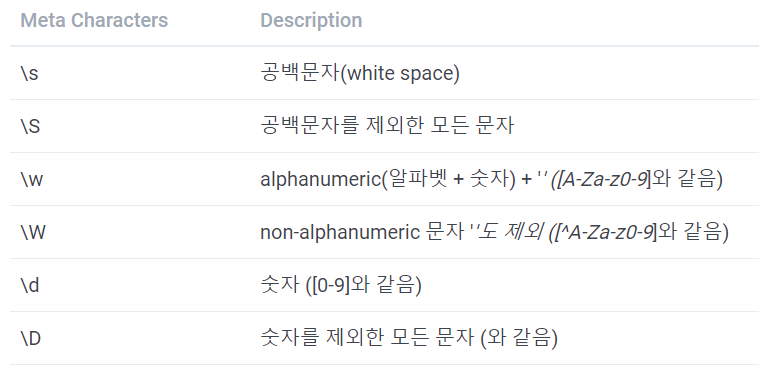 Meta Characters Description
\s 공백문자(white space)
\S 공백문자를 제외한 모든 문자
\w alphanumeric(알파벳 + 숫자) + '' ([A-Za-z0-9]와 같음)
\W non-alphanumeric 문자 ''도 제외 ([^A-Za-z0-9]와 같음)
\d 숫자 ([0-9]와 같음)
\D 숫자를 제외한 모든 문자 (와 같음)